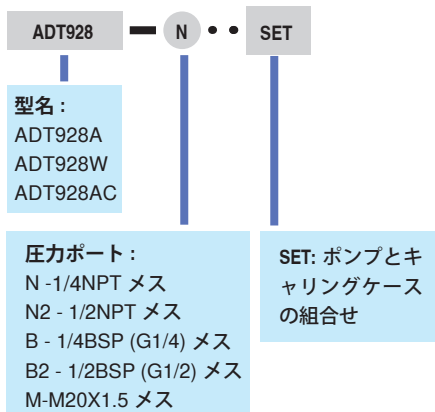 ADT928 N SET
型名：
ADT928A
ADT928W
ADT928AC
圧力ポート：
N -1/4NPT メス
N2 - 1/2NPT メス
B - 1/4BSP (G1/4) メス
B2 - 1/2BSP (G1/2) メス
M-M20X1.5 メス
SET: ポンプとキ
ャリングケース
の組合せ